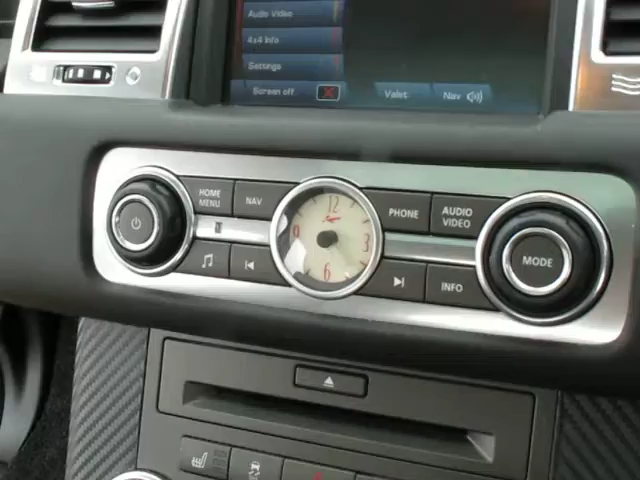 Audio Video
4x4 Info
Settings
Screen off
Valet
Nav
HOME
MENU
NAV
PHONE
AUDIO
VIDEO
12
9
3
6
MODE
INFO